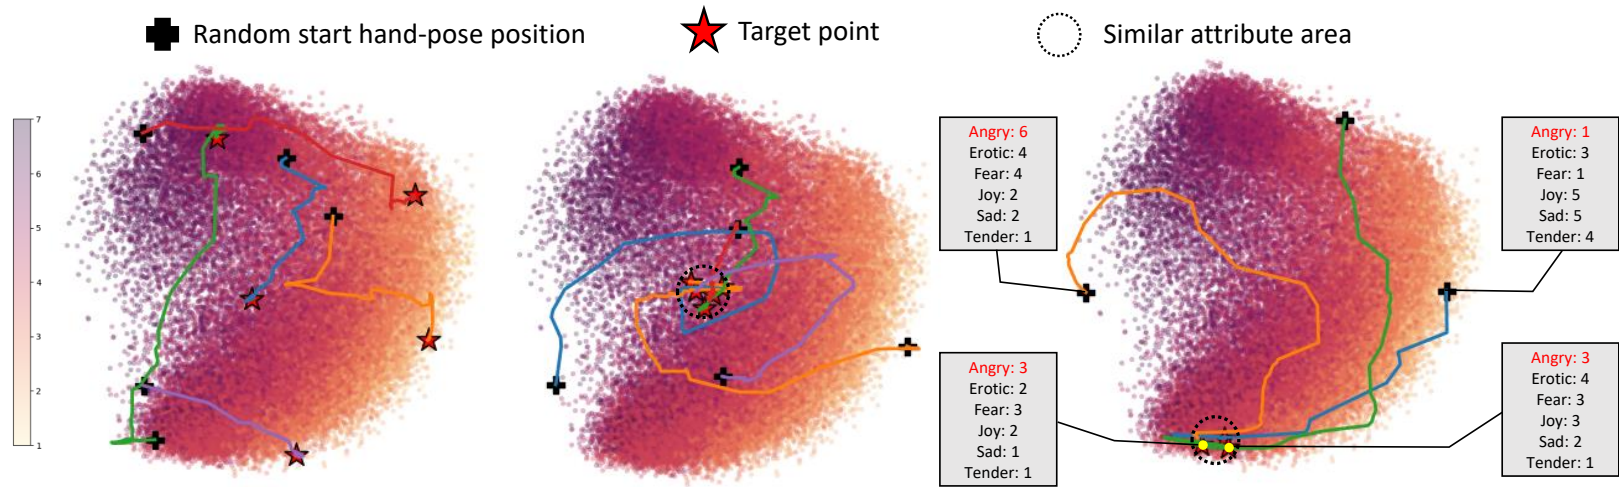 Random start hand-pose position
Target point
Similar attribute area
7
6
5
4
3
2
1
Angry: 6
Erotic: 4
Fear: 4
Joy: 2
Sad: 2
Tender: 1
Angry: 1
Erotic: 3
Fear: 1
Joy: 5
Sad: 5
Tender: 4
Angry: 3
Erotic: 2
Fear: 3
Joy: 2
Sad: 1
Tender: 1
Angry: 3
Erotic: 4
Fear: 3
Joy: 3
Sad: 2
Tender: 1